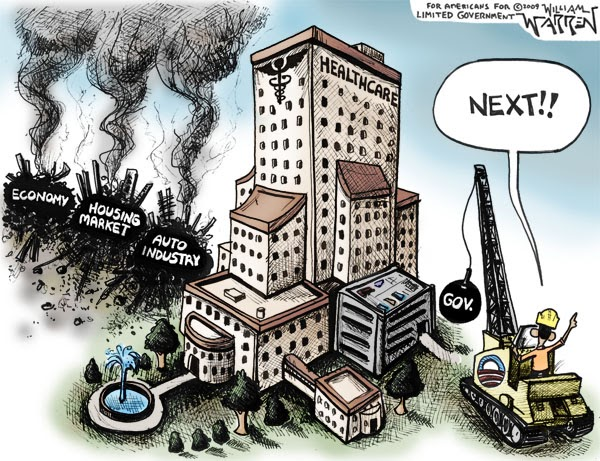 FOR AMERICANS FOR ©2009 WILLIAM
LIMITED GOVERNMENT WARREN
HEALTHCARE
NEXT!!
ECONOMY
HOUSING
MARKET
AUTO
INDUSTRY
GOV.